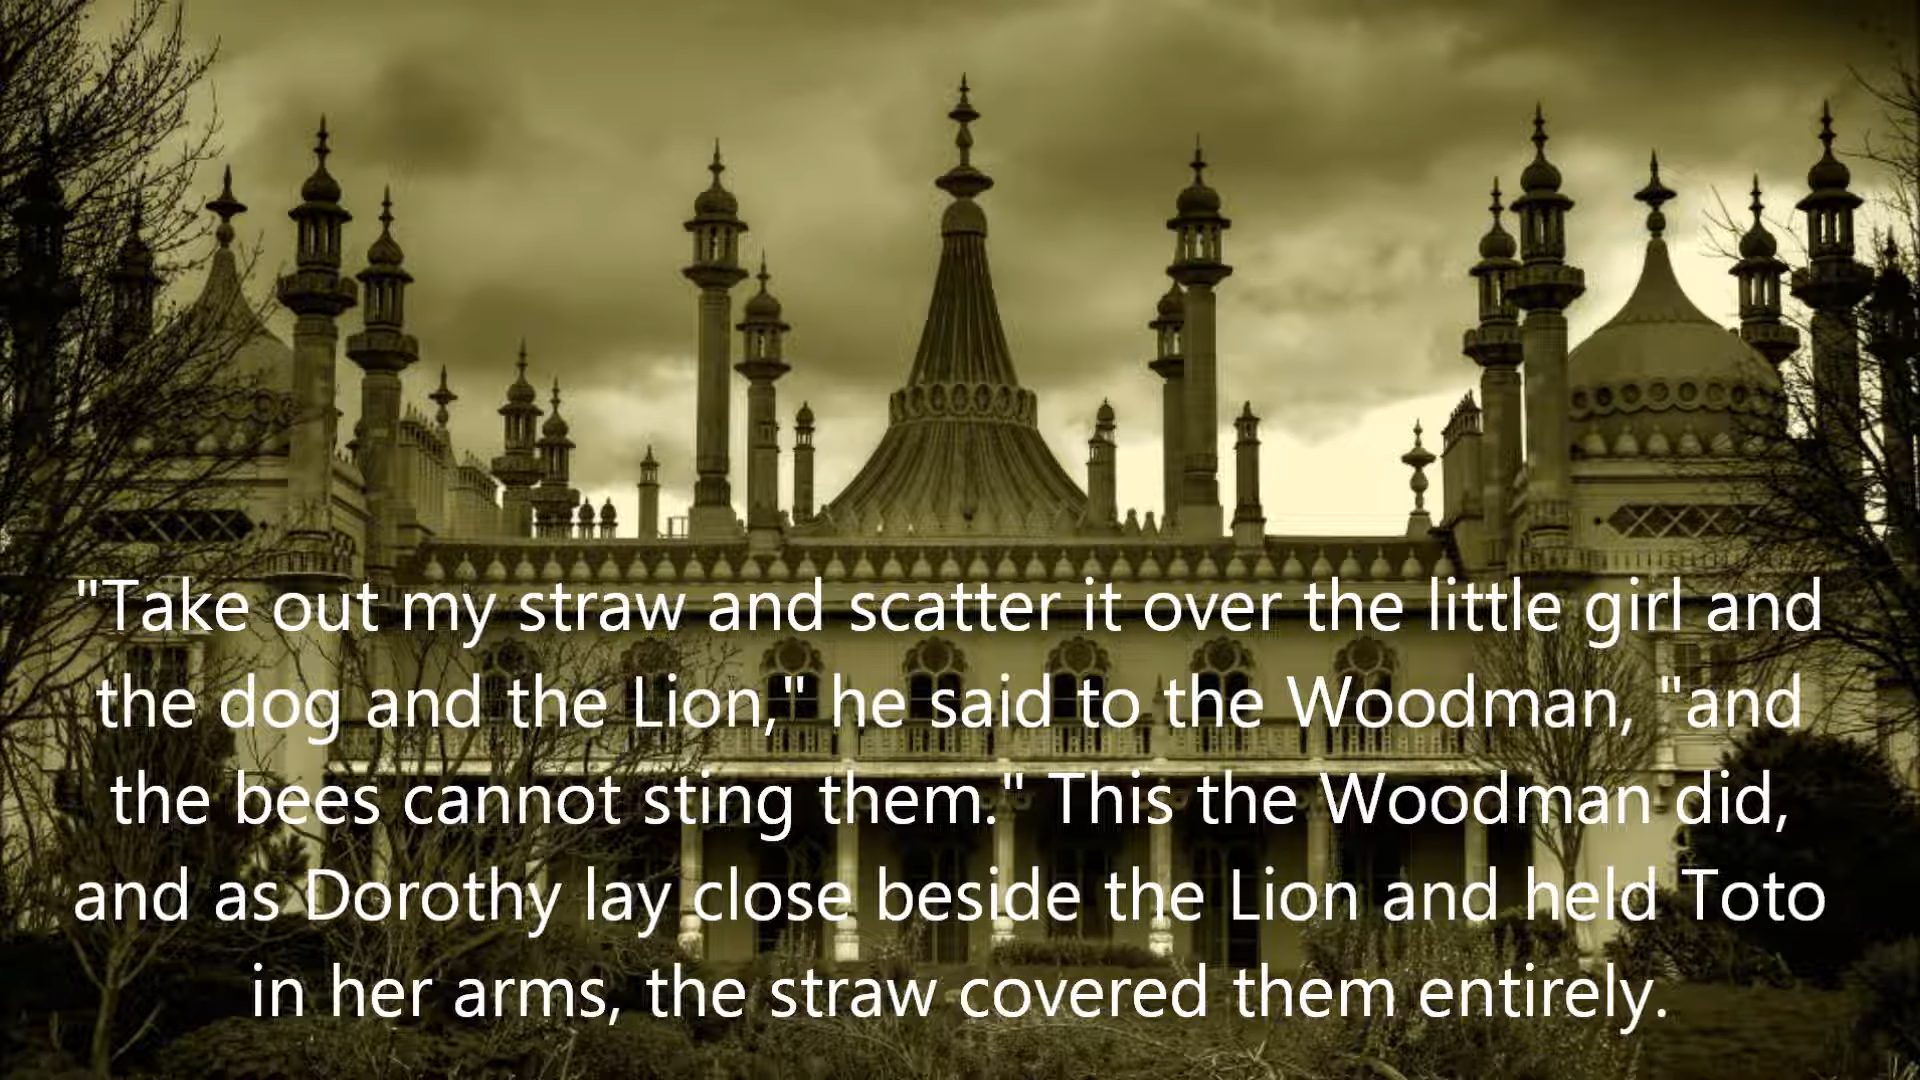 "Take out my straw and scatter it over the little girl and
the dog and the Lion," he said to the Woodman, "and
the bees cannot sting them." This the Woodman did,
and as Dorothy lay close beside the Lion and held Toto
in her arms, the straw covered them entirely.